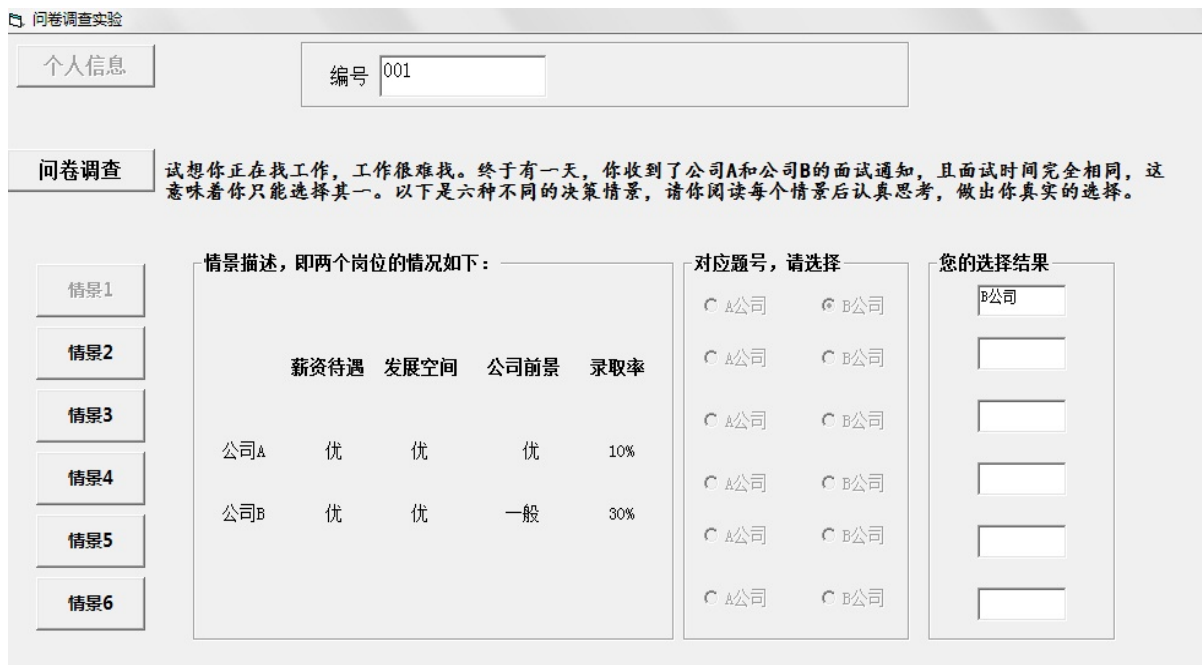 问卷调查实验
个人信息
编号 001
问卷调查
试想你正在找工作，工作很难找。终于有一天，你收到了公司A和公司B的面试通知，且面试时间完全相同，这
意味着你只能选择其一。以下是六种不同的决策情景，请你阅读每个情景后认真思考，做出你真实的选择。
情景描述，即两个岗位的情况如下：
对应题号，请选择
您的选择结果
情景1
A公司 B公司
B公司
情景2
薪资待遇 发展空间 公司前景 录取率
A公司 B公司
情景3
A公司 B公司
公司A 优 优 优 10%
情景4
A公司 B公司
公司B 优 优 一般 30%
情景5
A公司 B公司
情景6
A公司 B公司